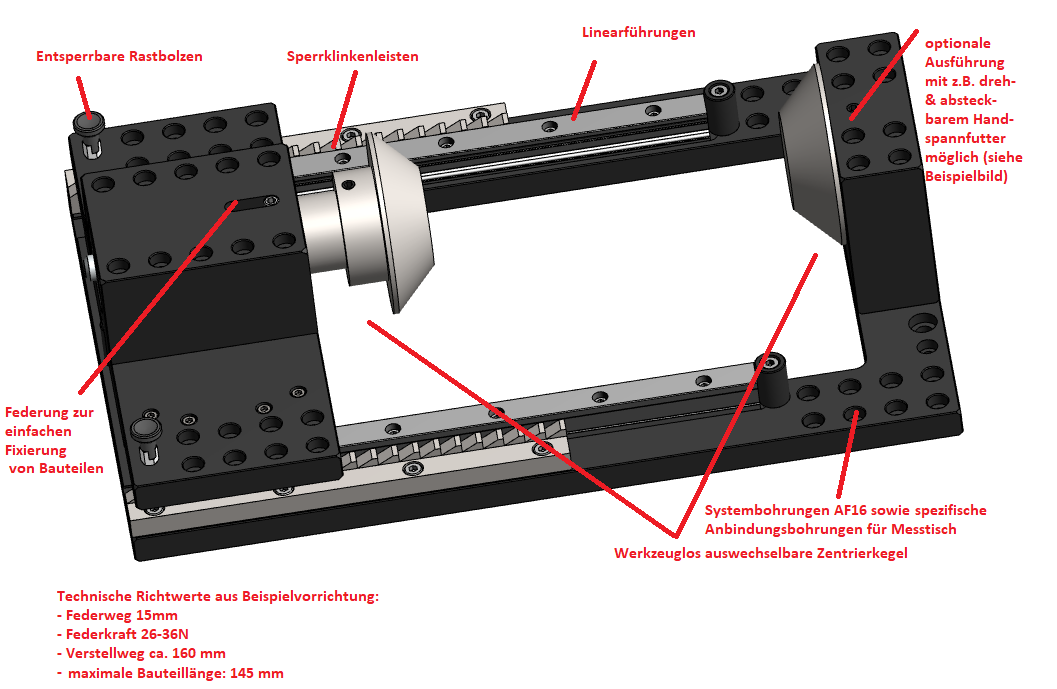 Linearführungen
Entsperrbare Rastbolzen
Sperrklinkenleisten
optionale
Ausführung
mit z.B. dreh-
& absteck-
barem Hand-
spannfutter
möglich (siehe
Beispielbild)
Federung zur
einfachen
Fixierung
von Bauteilen
Systembohrungen AF16 sowie spezifische
Anbindungsbohrungen für Messtisch
Werkzeuglos auswechselbare Zentrierkegel
Technische Richtwerte aus Beispielvorrichtung:
- Federweg 15mm
- Federkraft 26-36N
- Verstellweg ca. 160 mm
- maximale Bauteillänge: 145 mm